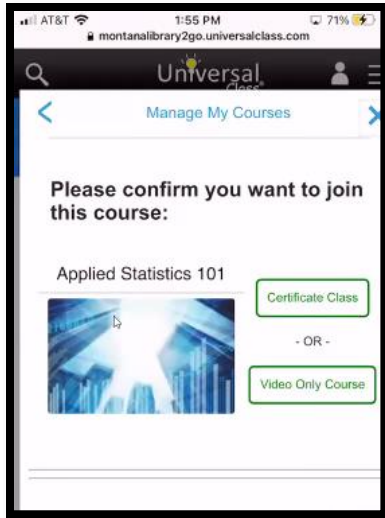 AT&T 1:55 PM 71%
montanalibrary2go.universalclass.com
Universal
Class
Manage My Courses
Please confirm you want to join
this course:
Applied Statistics 101
Certificate Class
- OR -
Video Only Course